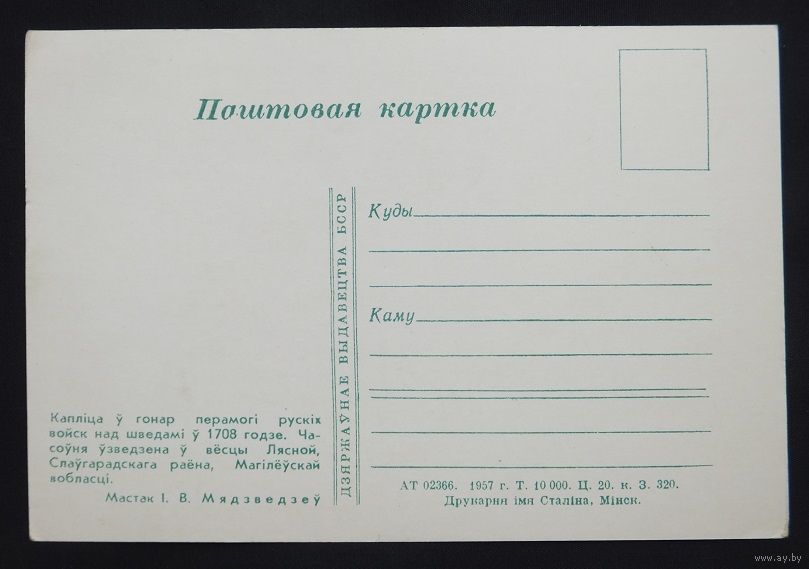 Паштовая картка
Куды
Каму
ДЗЯРЖАЎНАЕ ВЫДАВЕЦТВА БССР
Капліца ў гонар перамогі рускіх
войск над шведамі ў 1708 годзе. Ча-
соўня ўзведзена ў вёсцы Лясной,
Слаўгарадскага раёна, Магілёўскай
вобласці.
Мастак І. В. Мядзведзеў
АТ 02366. 1957 г. Т. 10 000. Ц. 20. к. З. 320.
Друкарня імя Сталіна, Мінск.
www.ay.by